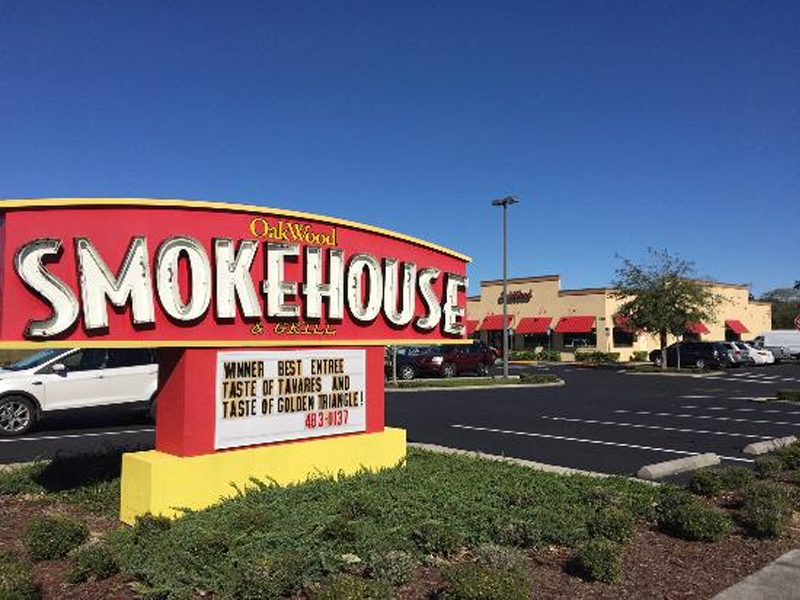 OakWood
SMOKEHOUSE
& GRILL
WINNER BEST ENTREE
TASTE OF TAVARES AND
TASTE OF GOLDEN TRIANGLE!
483-0137